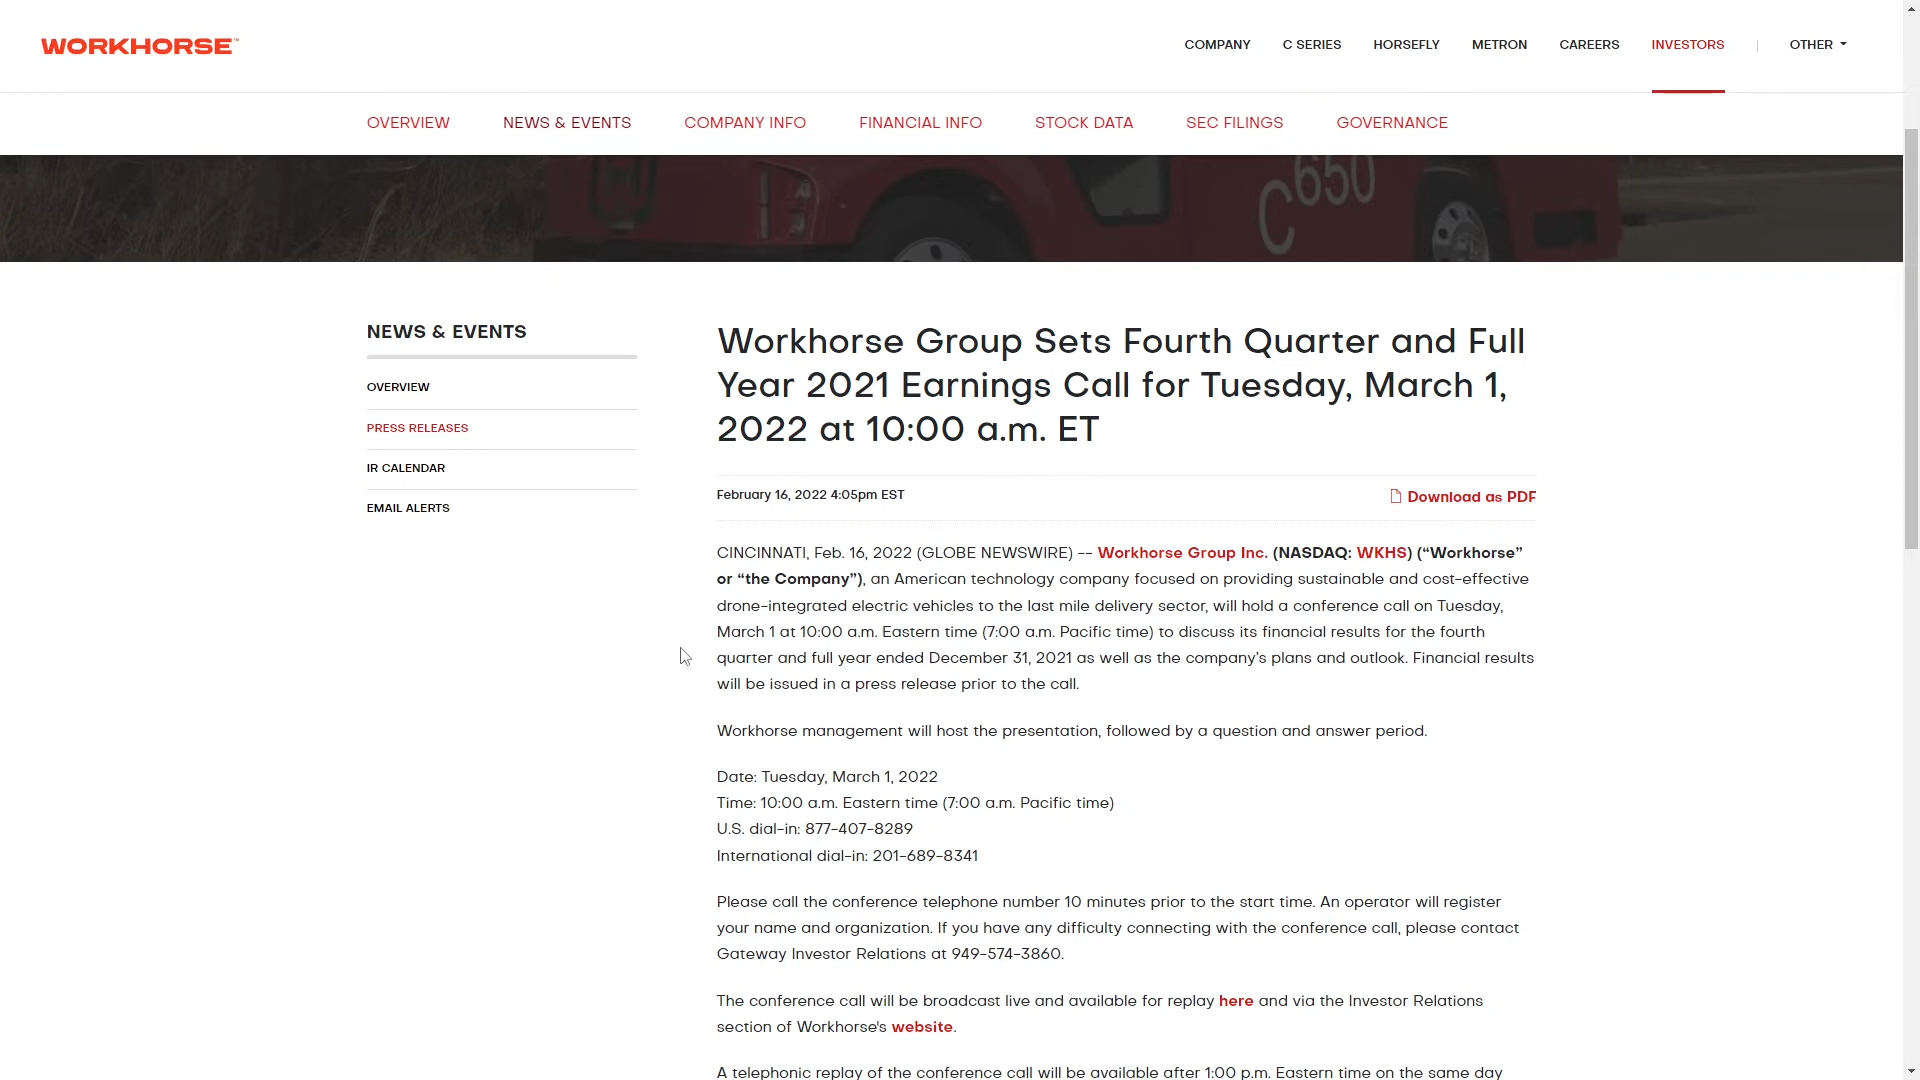 WORKHORSE™
COMPANY C SERIES HORSEFLY METRON CAREERS INVESTORS | OTHER
OVERVIEW NEWS & EVENTS COMPANY INFO FINANCIAL INFO STOCK DATA SEC FILINGS GOVERNANCE
C650
NEWS & EVENTS
OVERVIEW
PRESS RELEASES
IR CALENDAR
EMAIL ALERTS
Workhorse Group Sets Fourth Quarter and Full
Year 2021 Earnings Call for Tuesday, March 1,
2022 at 10:00 a.m. ET
February 16, 2022 4:05pm EST
Download as PDF
CINCINNATI, Feb. 16, 2022 (GLOBE NEWSWIRE) -- Workhorse Group Inc. (NASDAQ: WKHS) (“Workhorse”
or “the Company”), an American technology company focused on providing sustainable and cost-effective
drone-integrated electric vehicles to the last mile delivery sector, will hold a conference call on Tuesday,
March 1 at 10:00 a.m. Eastern time (7:00 a.m. Pacific time) to discuss its financial results for the fourth
quarter and full year ended December 31, 2021 as well as the company’s plans and outlook. Financial results
will be issued in a press release prior to the call.
Workhorse management will host the presentation, followed by a question and answer period.
Date: Tuesday, March 1, 2022
Time: 10:00 a.m. Eastern time (7:00 a.m. Pacific time)
U.S. dial-in: 877-407-8289
International dial-in: 201-689-8341
Please call the conference telephone number 10 minutes prior to the start time. An operator will register
your name and organization. If you have any difficulty connecting with the conference call, please contact
Gateway Investor Relations at 949-574-3860.
The conference call will be broadcast live and available for replay here and via the Investor Relations
section of Workhorse's website.
A telephonic replay of the conference call will be available after 1:00 p.m. Eastern time on the same day